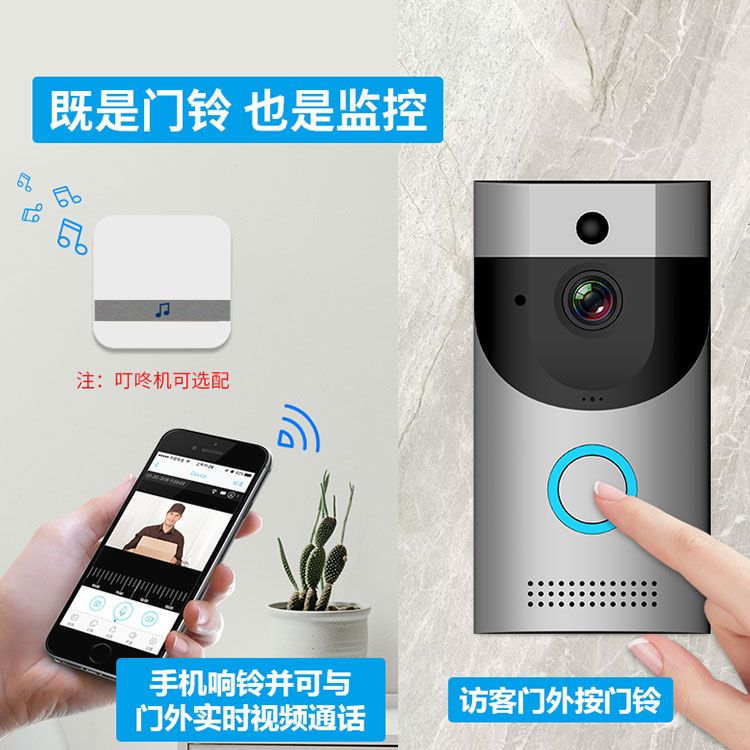 既是门铃 也是监控
注：叮咚机可选配
Device
手机响铃并可与
门外实时视频通话
访客门外按门铃